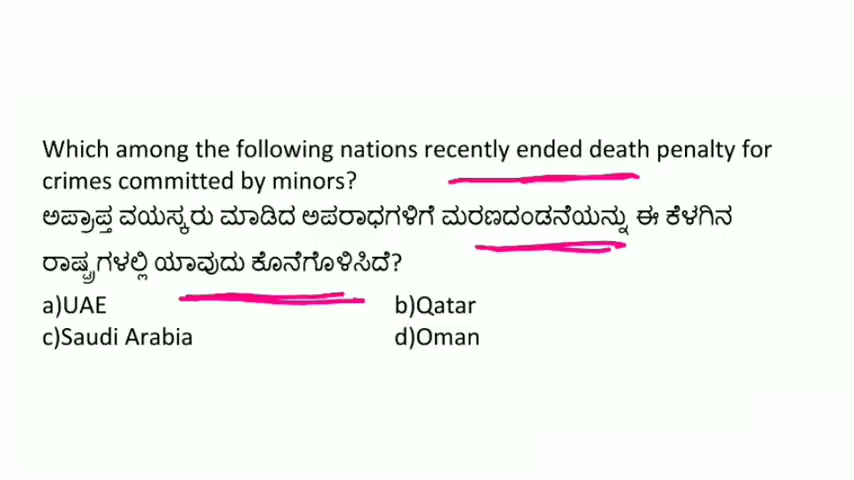 Which among the following nations recently ended death penalty for
crimes committed by minors?
ಅಪ್ರಾಪ್ತ ವಯಸ್ಕರು ಮಾಡಿದ ಅಪರಾಧಗಳಿಗೆ ಮರಣದಂಡನೆಯನ್ನು ಈ ಕೆಳಗಿನ
ರಾಷ್ಟ್ರಗಳಲ್ಲಿ ಯಾವುದು ಕೊನೆಗೊಳಿಸಿದೆ?
a)UAE b)Qatar
c)Saudi Arabia d)Oman